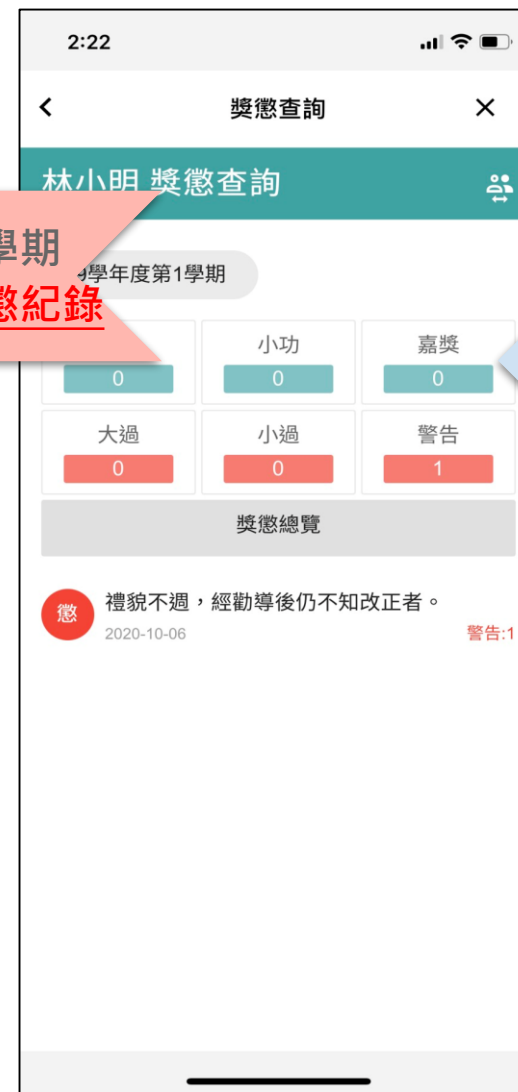 2:22
獎懲查詢
林小明 獎懲查詢
學期
懲紀錄
9學年度第1學期
小功
嘉獎
0
0
0
大過
小過
警告
0
0
1
獎懲總覽
懲
禮貌不週，經勸導後仍不知改正者。
2020-10-06
警告:1